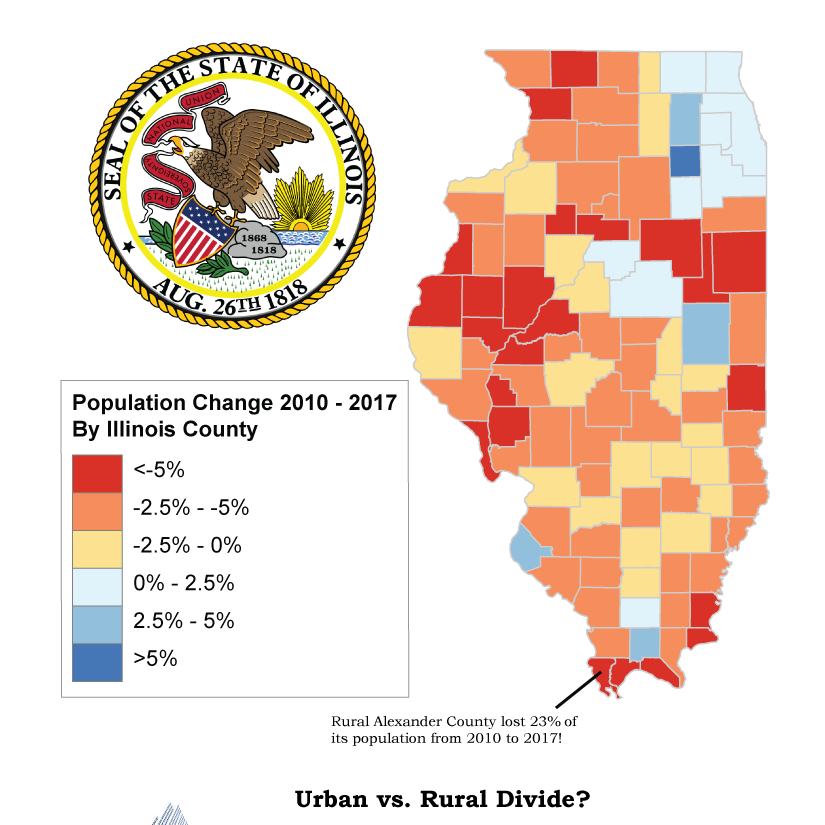 SEAL OF THE STATE OF ILLINOIS
UNION
NATIONAL
SOVEREIGNTY
STATE
1868
1818
AUG. 26TH 1818
Population Change 2010 - 2017
By Illinois County
<-5%
-2.5% - -5%
-2.5% - 0%
0% - 2.5%
2.5% - 5%
>5%
Rural Alexander County lost 23% of
its population from 2010 to 2017!
Urban vs. Rural Divide?